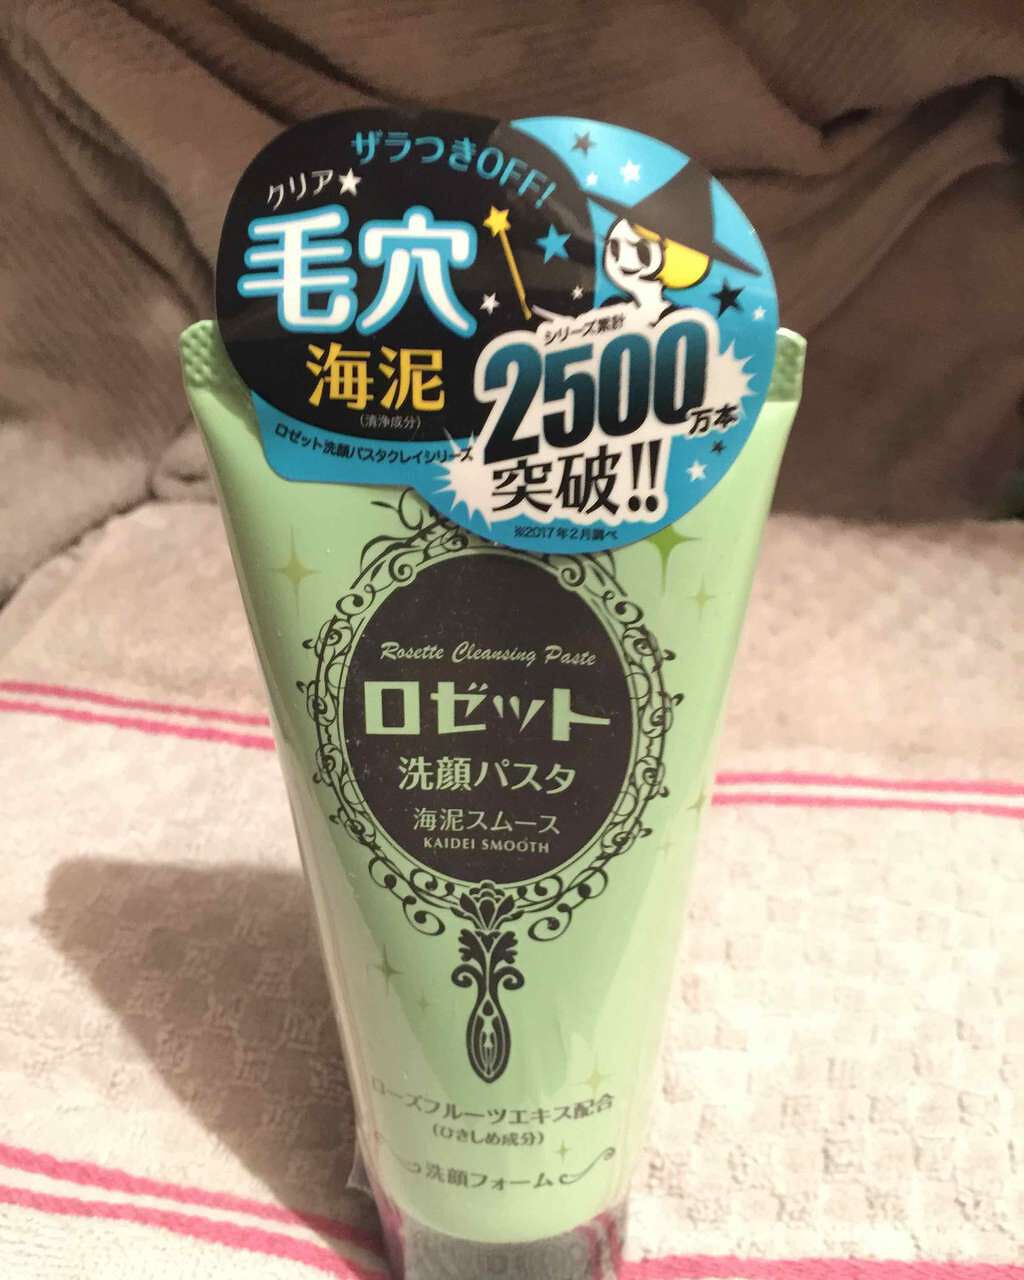 ザラつきOFF!
クリア★
毛穴
海泥
(清浄成分)
ロゼット洗顔パスタクレイシリーズ
シリーズ累計
2500万本
突破!!
※2017年2月調べ
Rosette Cleansing Paste
ロゼット
洗顔パスタ
海泥スムース
KAIDEI SMOOTH
ローズフルーツエキス配合
(ひきしめ成分)
洗顔フォーム